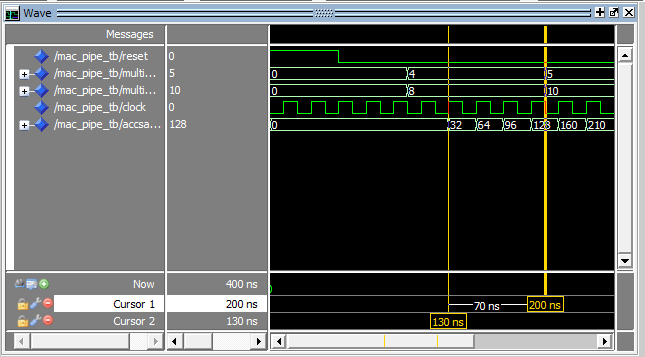 Wave
Messages
/mac_pipe_tb/reset 0
/mac_pipe_tb/multi... 5 0 4 5
/mac_pipe_tb/multi... 10 0 8 10
/mac_pipe_tb/clock 0
/mac_pipe_tb/accsa... 128 0 32 64 96 128 160 210
Now 400 ns
Cursor 1 200 ns 70 ns 200 ns
Cursor 2 130 ns 130 ns